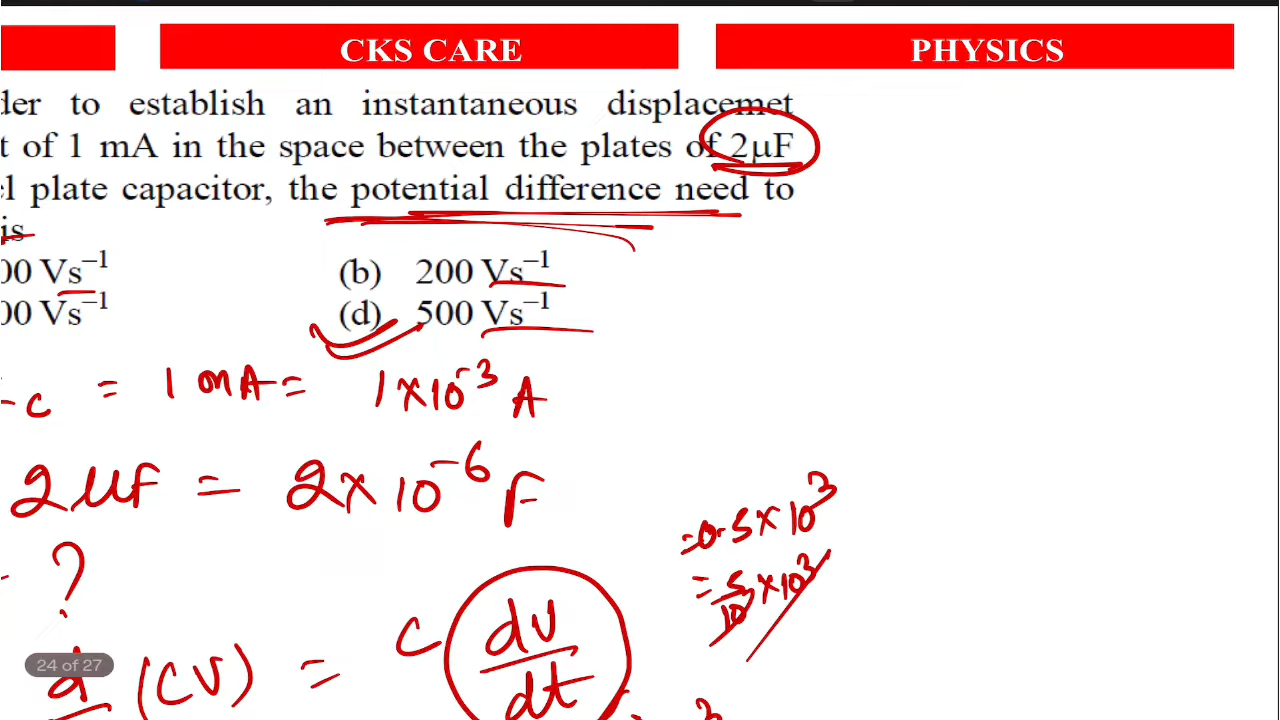 CKS CARE
PHYSICS
der to establish an instantaneous displacemet
t of 1 mA in the space between the plates of 2μF
el plate capacitor, the potential difference need to
is
00 Vs⁻¹ (b) 200 Vs⁻¹
00 Vs⁻¹ (d) 500 Vs⁻¹
c = 1 mA = 1×10⁻³ A
2μF = 2×10⁻⁶ F
=0.5×10³
?
=5/10×10³
d (CV) = C dv/dt
24 of 27